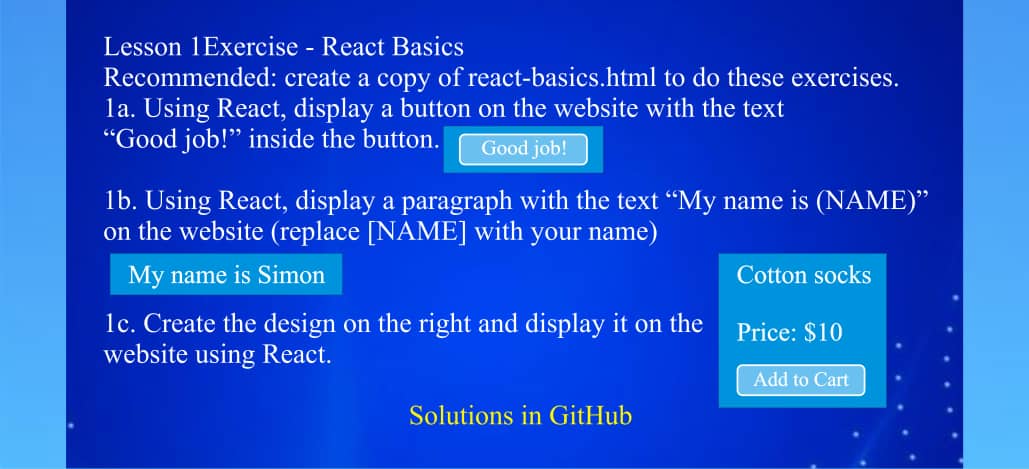 Lesson 1Exercise - React Basics
Recommended: create a copy of react-basics.html to do these exercises.
1a. Using React, display a button on the website with the text
“Good job!” inside the button.
Good job!
1b. Using React, display a paragraph with the text “My name is (NAME)”
on the website (replace [NAME] with your name)
My name is Simon
1c. Create the design on the right and display it on the
website using React.
Cotton socks
Price: $10
Add to Cart
Solutions in GitHub